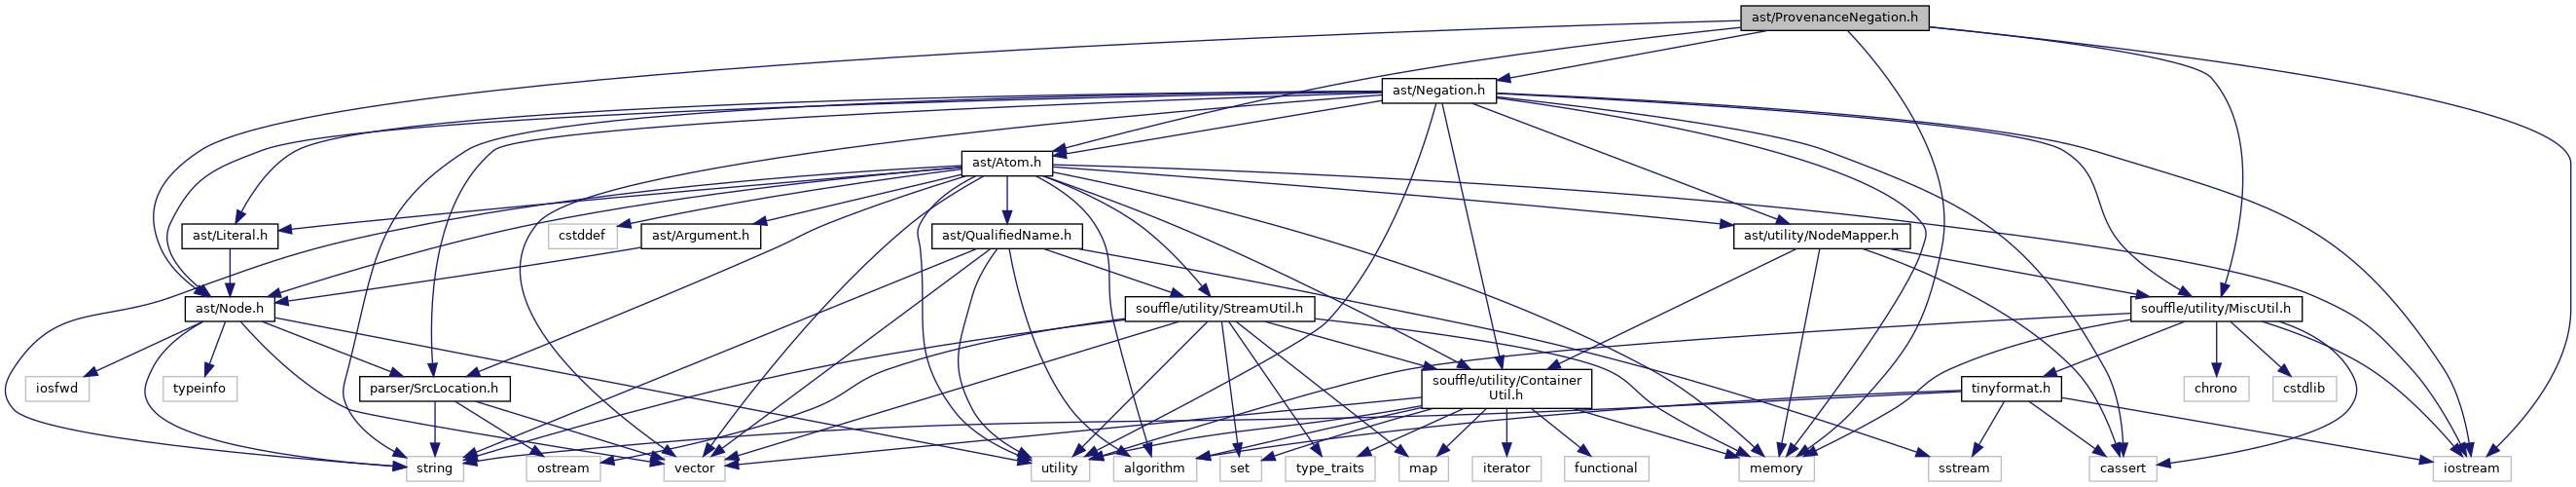 ast/ProvenanceNegation.h
ast/Negation.h
ast/Atom.h
ast/Literal.h
cstddef
ast/Argument.h
ast/QualifiedName.h
ast/utility/NodeMapper.h
ast/Node.h
souffle/utility/StreamUtil.h
souffle/utility/MiscUtil.h
iosfwd
typeinfo
parser/SrcLocation.h
souffle/utility/Container
Util.h
tinyformat.h
chrono
cstdlib
string
ostream
vector
utility
algorithm
set
type_traits
map
iterator
functional
memory
sstream
cassert
iostream